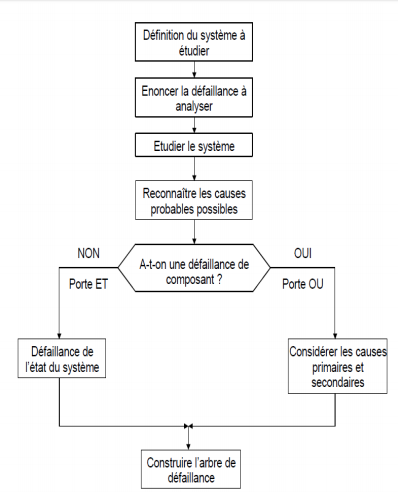 Définition du système à
étudier
Enoncer la défaillance à
analyser
Etudier le système
Reconnaître les causes
probables possibles
NON
OUI
A-t-on une défaillance de
composant ?
Porte ET
Porte OU
Défaillance de
l'état du système
Considérer les causes
primaires et
secondaires
Construire l'arbre de
défaillance